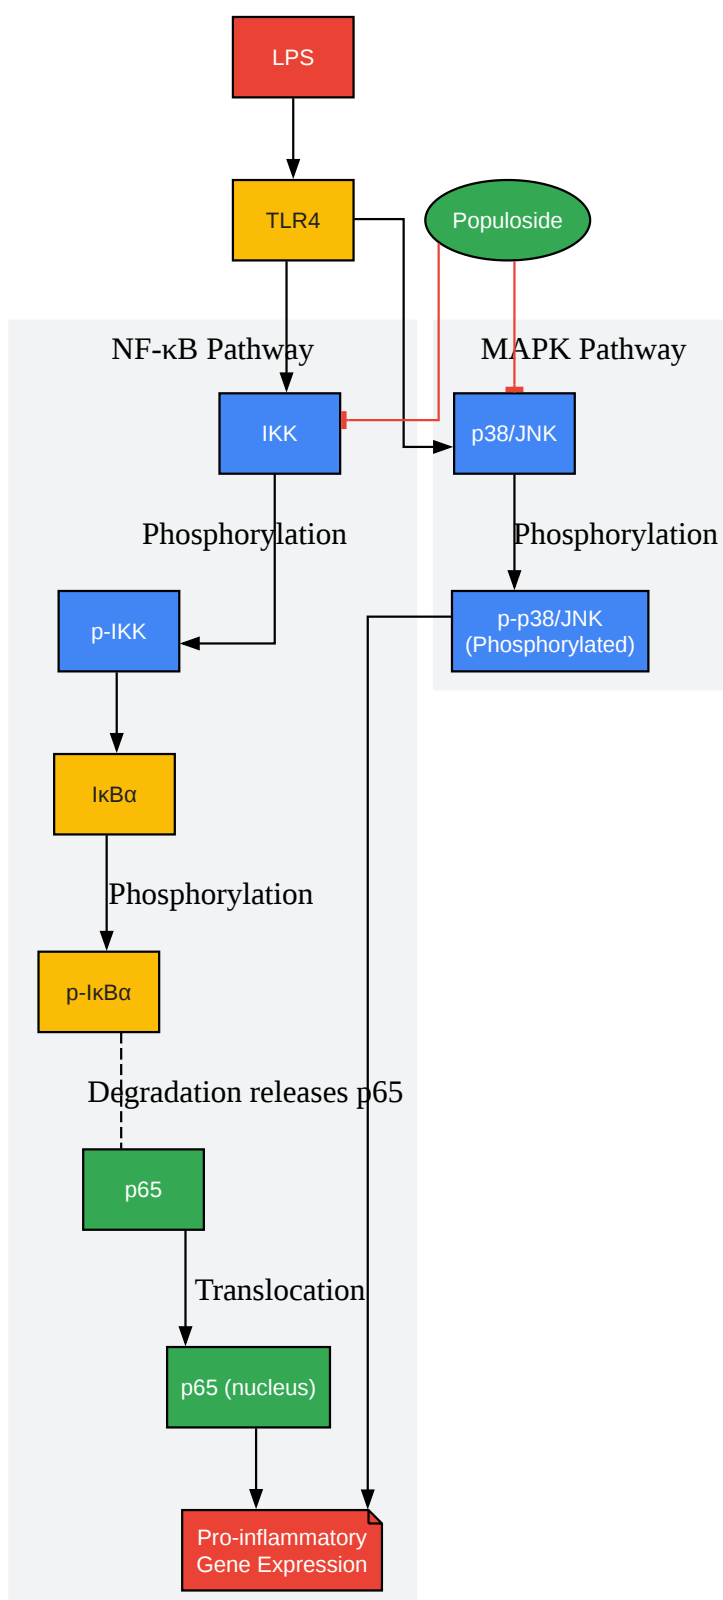 LPS
TLR4
Populoside
NF-κB Pathway
MAPK Pathway
IKK
p38/JNK
Phosphorylation
Phosphorylation
p-IKK
p-p38/JNK
(Phosphorylated)
IκBα
Phosphorylation
p-IκBα
Degradation releases p65
p65
Translocation
p65 (nucleus)
Pro-inflammatory
Gene Expression